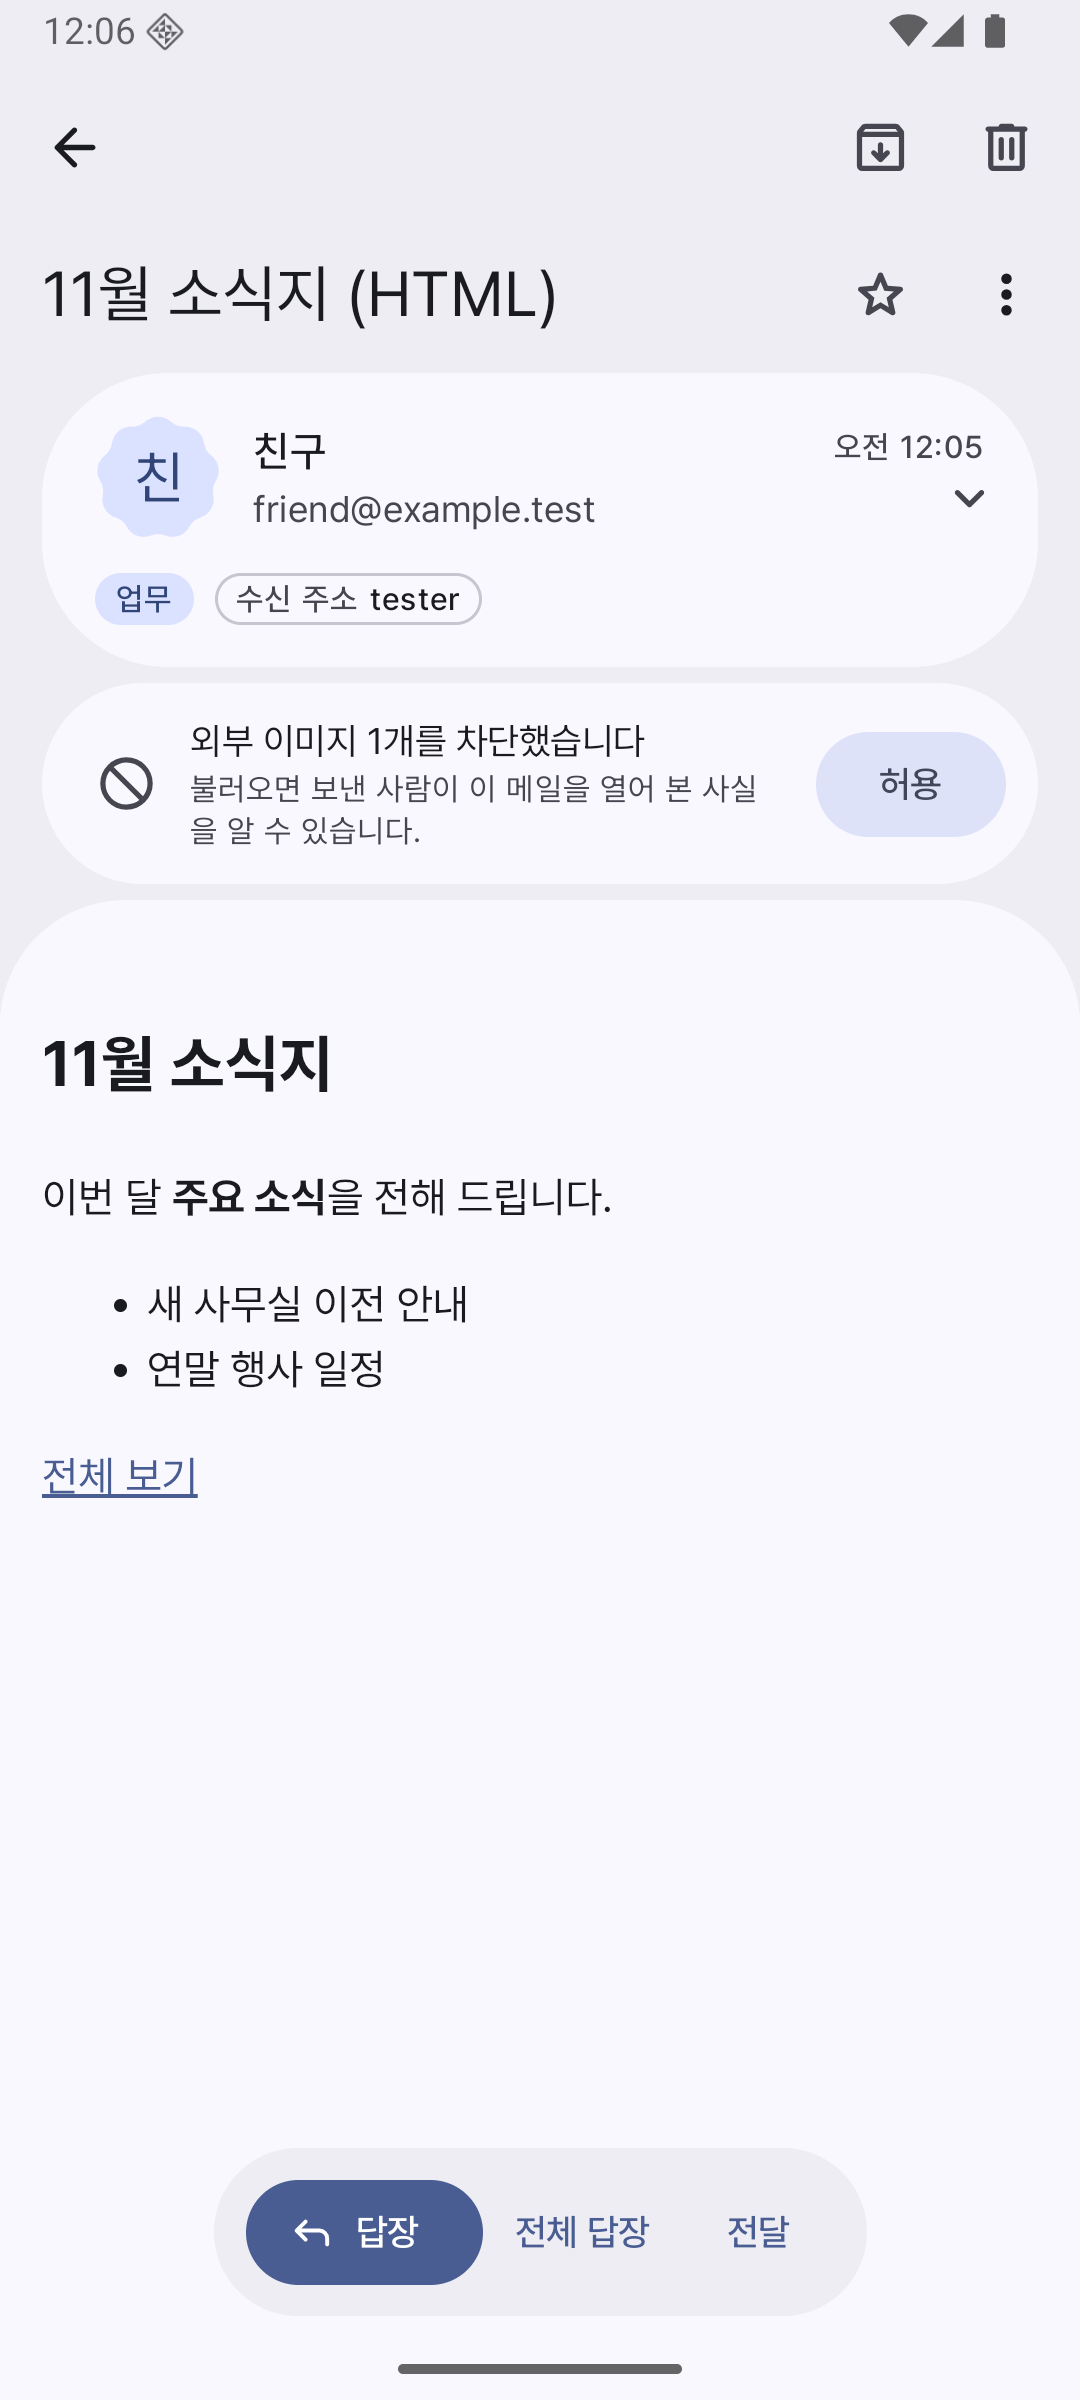 12:06
11월 소식지 (HTML)
친
친구
오전 12:05
friend@example.test
업무
수신 주소 tester
외부 이미지 1개를 차단했습니다
불러오면 보낸 사람이 이 메일을 열어 본 사실
을 알 수 있습니다.
허용
11월 소식지
이번 달 주요 소식을 전해 드립니다.
• 새 사무실 이전 안내
• 연말 행사 일정
전체 보기
답장
전체 답장
전달